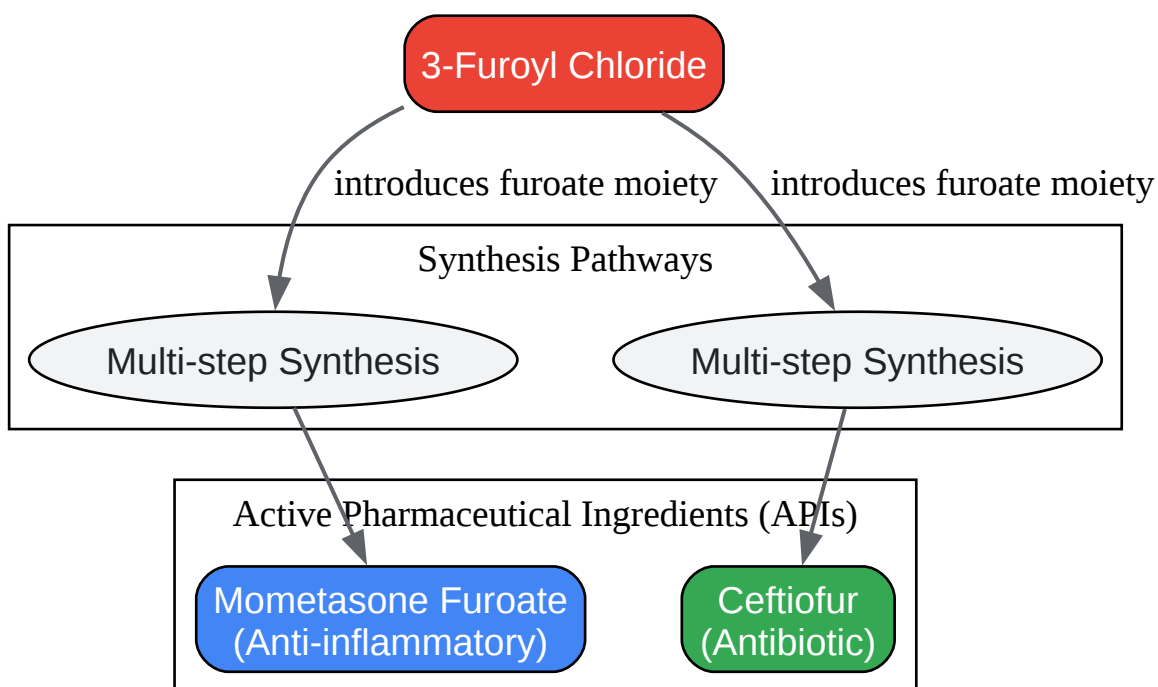 3-Furoyl Chloride
introduces furoate moiety
introduces furoate moiety
Synthesis Pathways
Multi-step Synthesis
Multi-step Synthesis
Active Pharmaceutical Ingredients (APIs)
Mometasone Furoate
(Anti-inflammatory)
Ceftiofur
(Antibiotic)